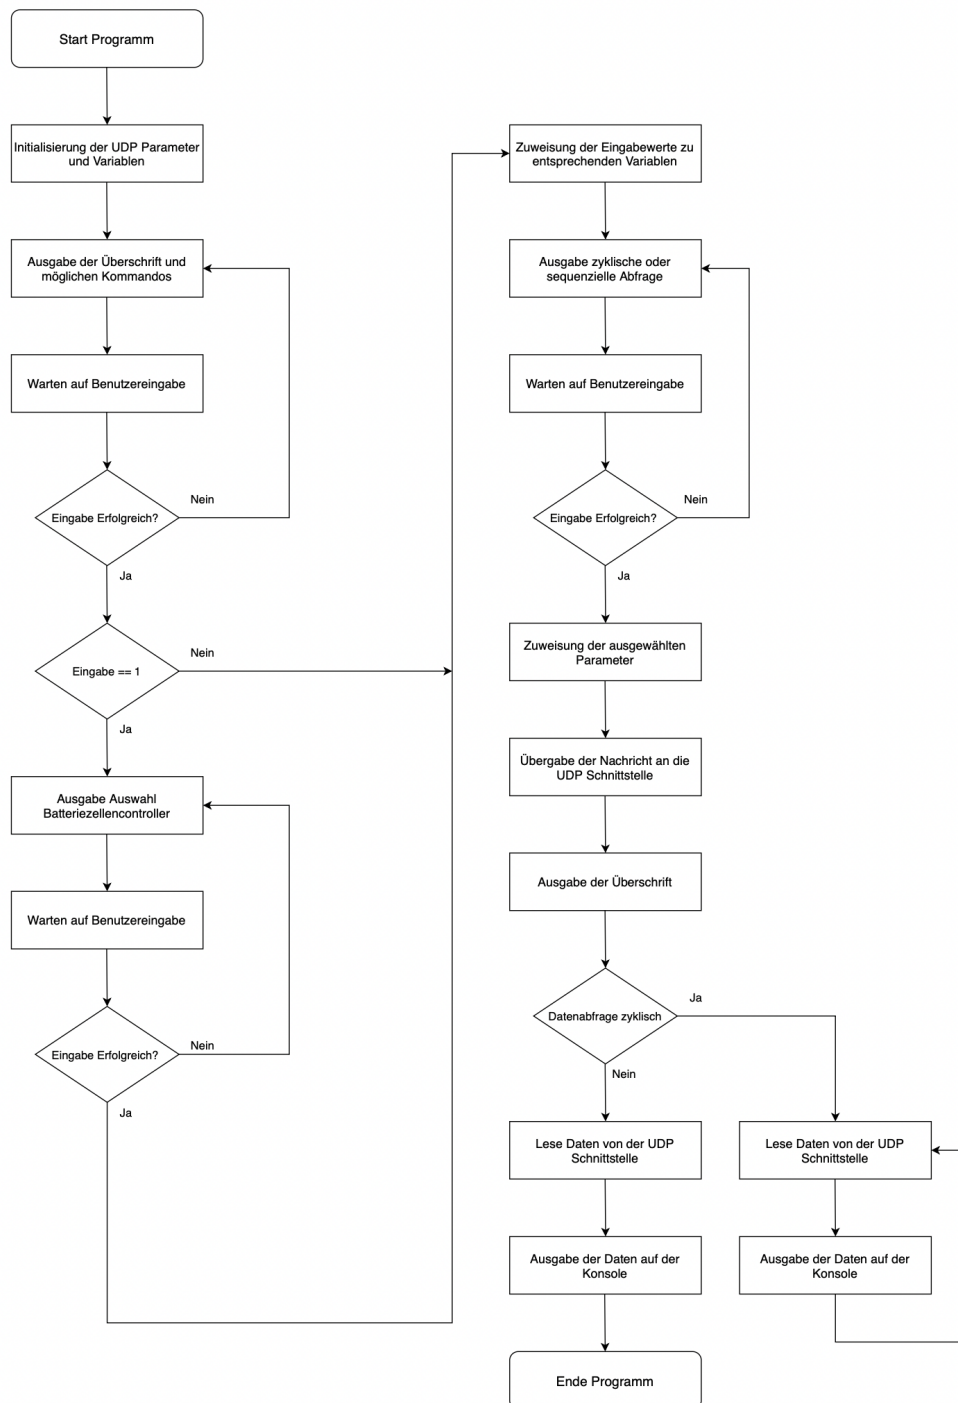 Start Programm
Initialisierung der UDP Parameter
und Variablen
Ausgabe der Überschrift und
möglichen Kommandos
Warten auf Benutzereingabe
Eingabe Erfolgreich?
Nein
Ja
Eingabe == 1
Nein
Ja
Ausgabe Auswahl
Batteriezellencontroller
Warten auf Benutzereingabe
Eingabe Erfolgreich?
Nein
Ja
Zuweisung der Eingabewerte zu
entsprechenden Variablen
Ausgabe zyklische oder
sequenzielle Abfrage
Warten auf Benutzereingabe
Eingabe Erfolgreich?
Nein
Ja
Zuweisung der ausgewählten
Parameter
Übergabe der Nachricht an die
UDP Schnittstelle
Ausgabe der Überschrift
Datenabfrage zyklisch
Ja
Nein
Lese Daten von der UDP
Schnittstelle
Ausgabe der Daten auf der
Konsole
Ende Programm
Lese Daten von der UDP
Schnittstelle
Ausgabe der Daten auf der
Konsole